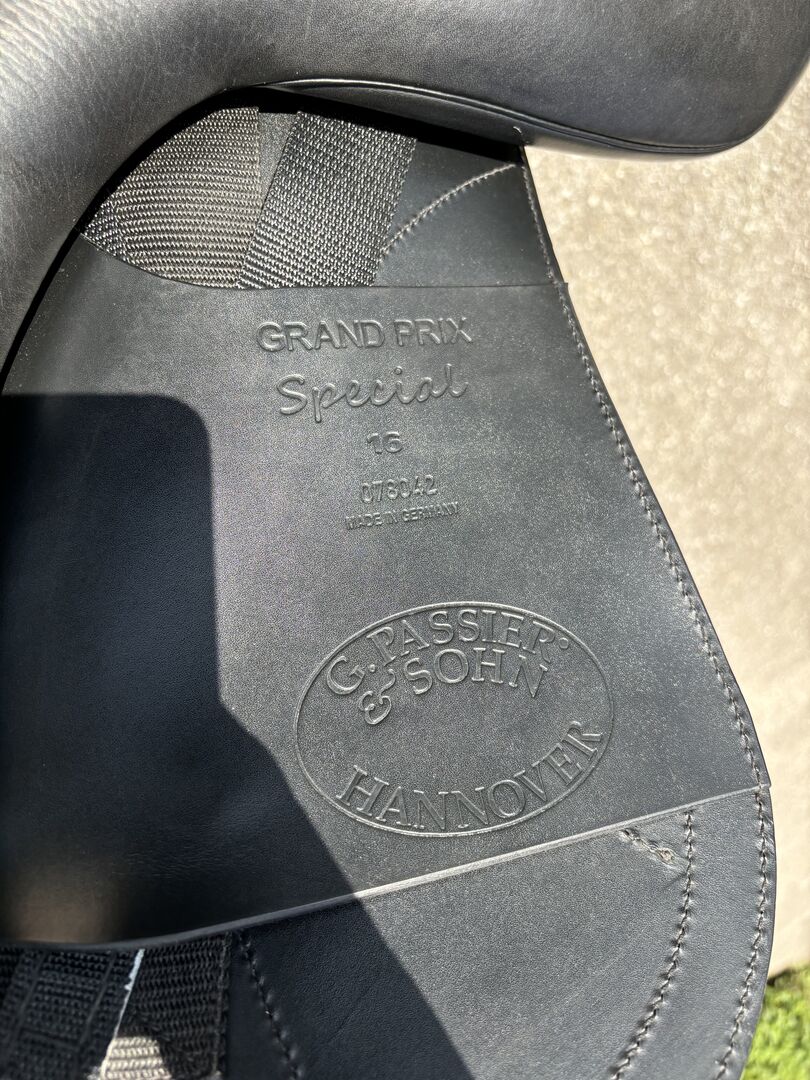 GRAND PRIX
Special
16
078042
MADE IN GERMANY
G. PASSIER
& SOHN
HANNOVER